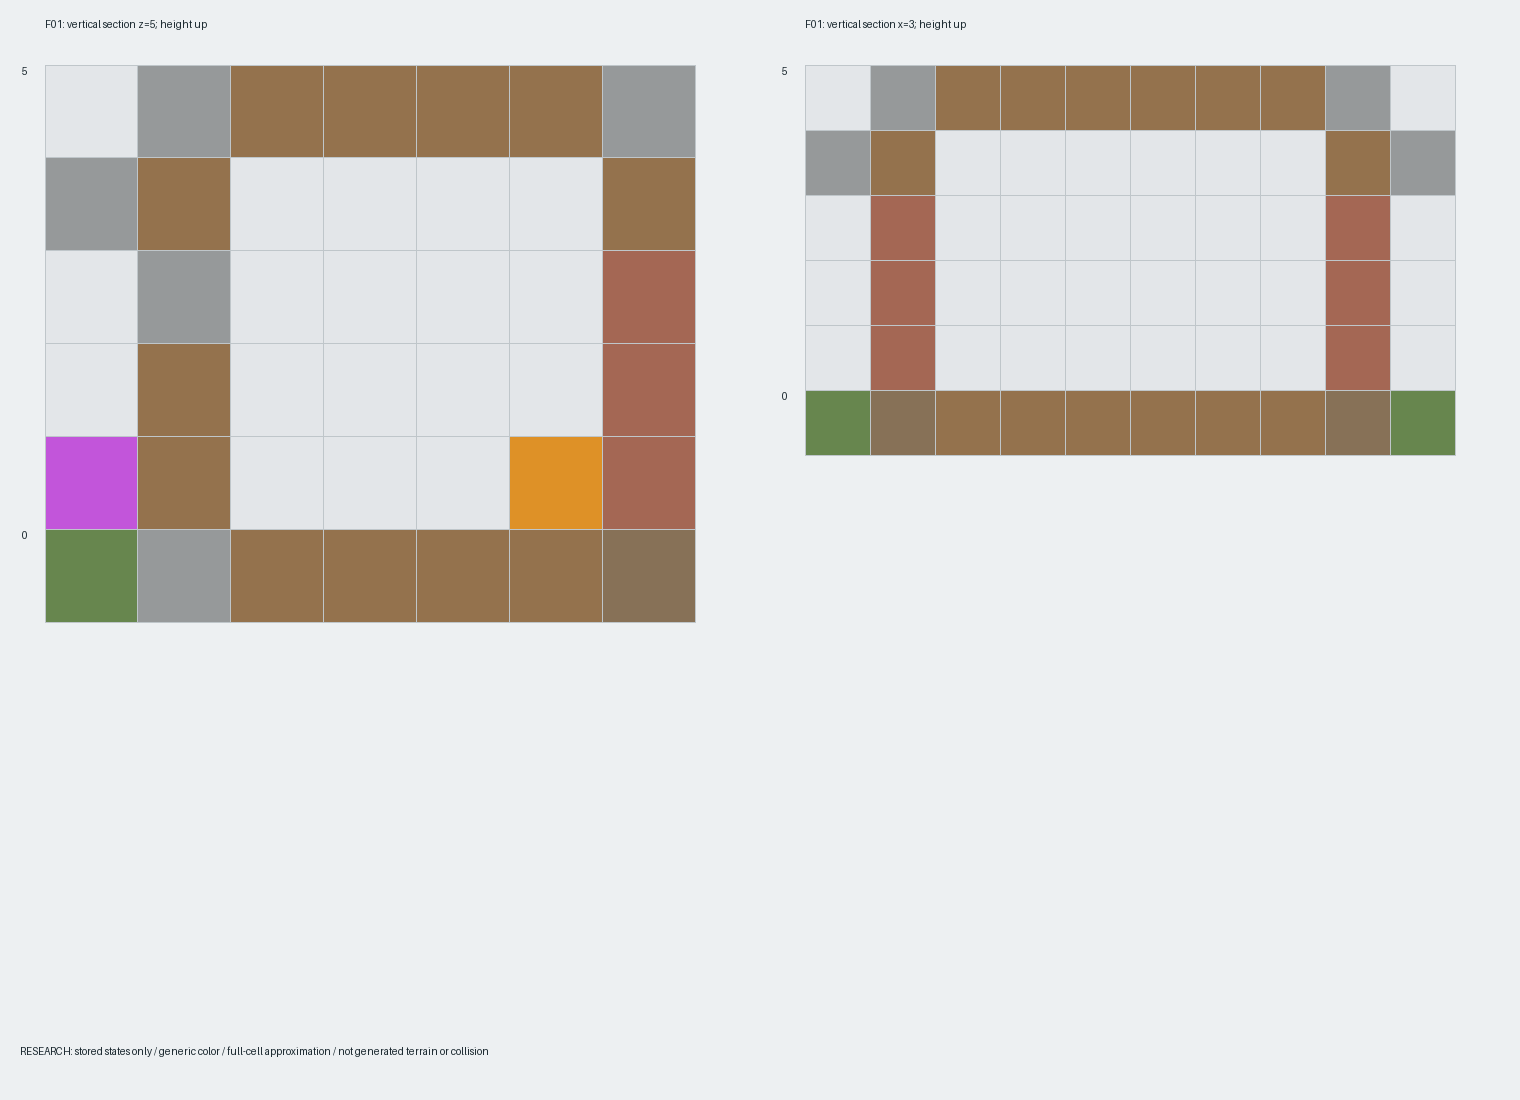 F01: vertical section z=5; height up
F01: vertical section x=3; height up
5
5
0
0
RESEARCH: stored states only / generic color / full-cell approximation / not generated terrain or collision